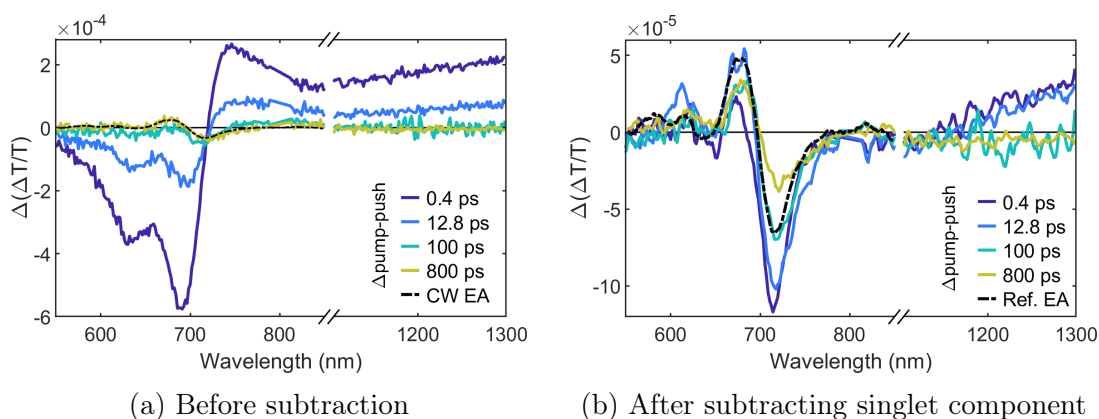 ×10⁻⁴
2
0
-2
-4
-6
Δ(ΔT/T)
600 700 800 1200 1300
Wavelength (nm)
Δpump-push
0.4 ps
12.8 ps
100 ps
800 ps
CW EA
(a) Before subtraction
×10⁻⁵
5
0
-5
-10
Δ(ΔT/T)
600 700 800 1200 1300
Wavelength (nm)
Δpump-push
0.4 ps
12.8 ps
100 ps
800 ps
Ref. EA
(b) After subtracting singlet component